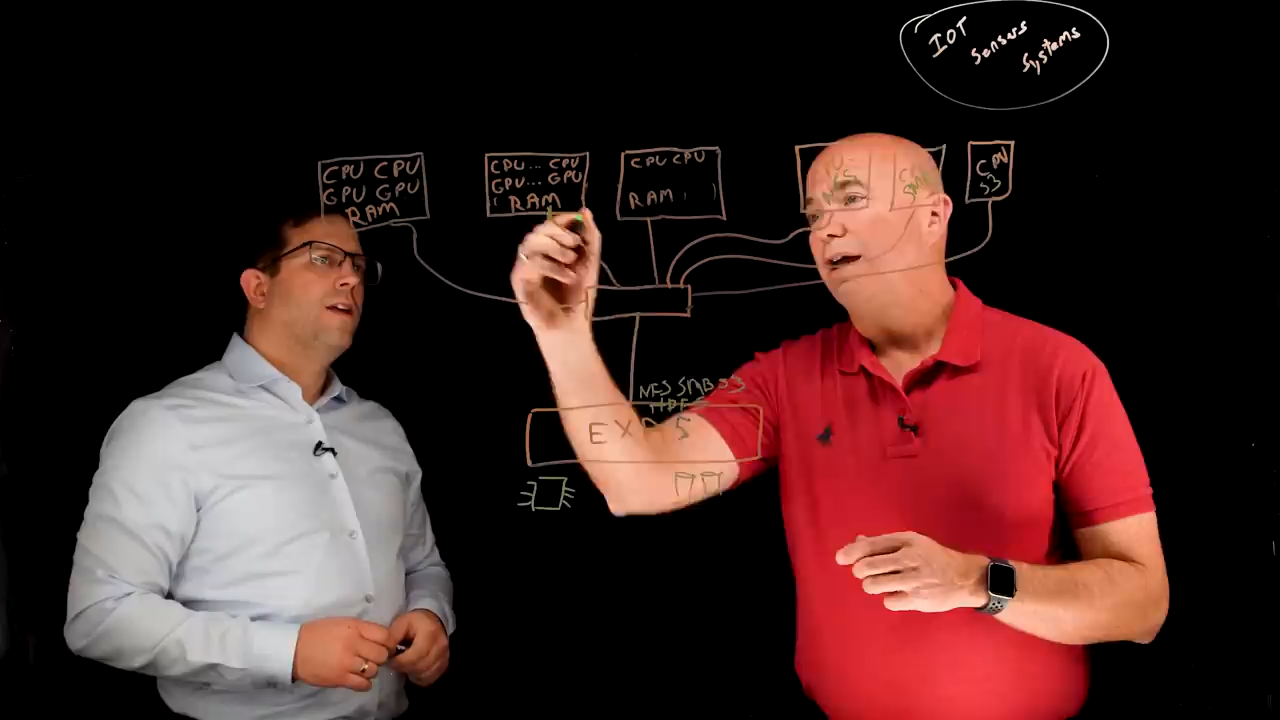 IOT
sensors
systems
CPU CPU
GPU GPU
RAM
CPU... CPU
GPU... GPU
RAM
CPU CPU
RAM
CPU
S3
NFS SMB S3